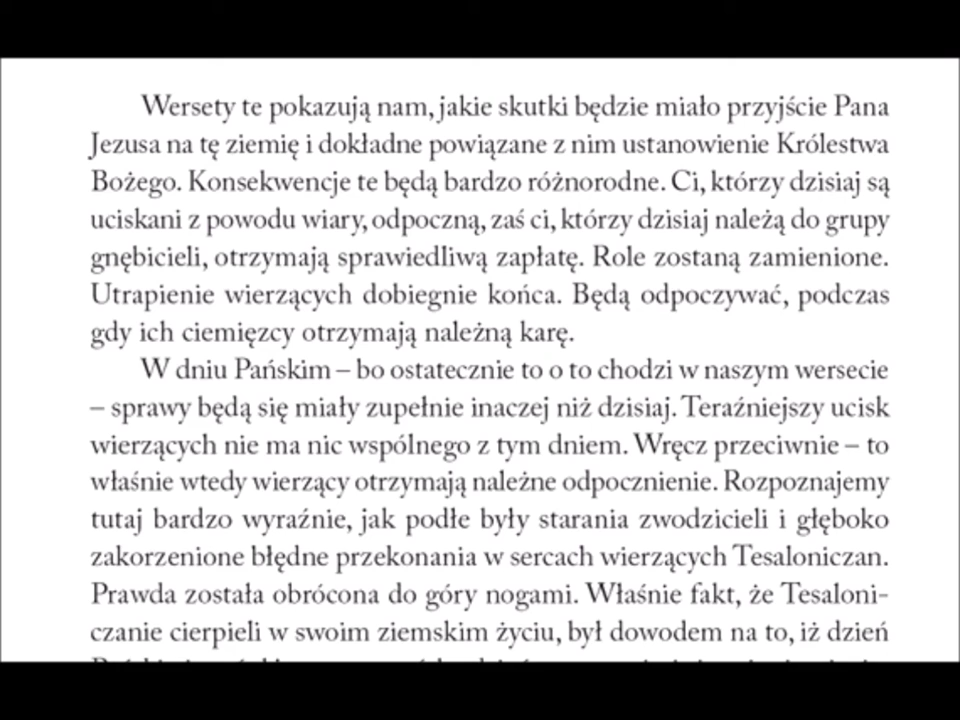 Wersety te pokazują nam, jakie skutki będzie miało przyjście Pana
Jezusa na tę ziemię i dokładne powiązane z nim ustanowienie Królestwa
Bożego. Konsekwencje te będą bardzo różnorodne. Ci, którzy dzisiaj są
uciskani z powodu wiary, odpoczną, zaś ci, którzy dzisiaj należą do grupy
gnębicieli, otrzymają sprawiedliwą zapłatę. Role zostaną zamienione.
Utrapienie wierzących dobiegnie końca. Będą odpoczywać, podczas
gdy ich ciemięzcy otrzymają należną karę.
W dniu Pańskim – bo ostatecznie to o to chodzi w naszym wersecie
– sprawy będą się miały zupełnie inaczej niż dzisiaj. Teraźniejszy ucisk
wierzących nie ma nic wspólnego z tym dniem. Wręcz przeciwnie – to
właśnie wtedy wierzący otrzymają należne odpocznienie. Rozpoznajemy
tutaj bardzo wyraźnie, jak podłe były starania zwodzicieli i głęboko
zakorzenione błędne przekonania w sercach wierzących Tesaloniczan.
Prawda została obrócona do góry nogami. Właśnie fakt, że Tesaloni-
czanie cierpieli w swoim ziemskim życiu, był dowodem na to, iż dzień